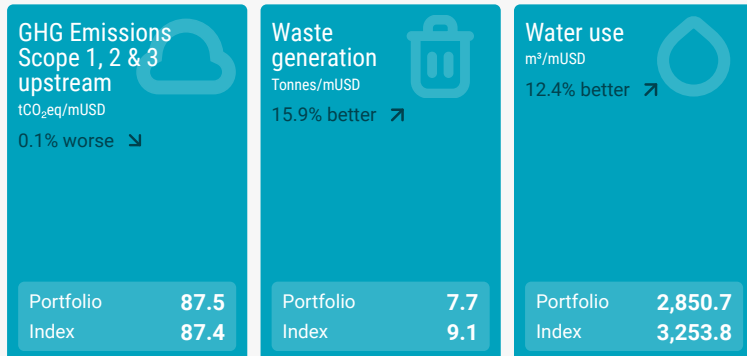 GHG Emissions
Scope 1, 2 & 3
upstream
tCO₂eq/mUSD
0.1% worse
Portfolio 87.5
Index 87.4
Waste
generation
Tonnes/mUSD
15.9% better
Portfolio 7.7
Index 9.1
Water use
m³/mUSD
12.4% better
Portfolio 2,850.7
Index 3,253.8